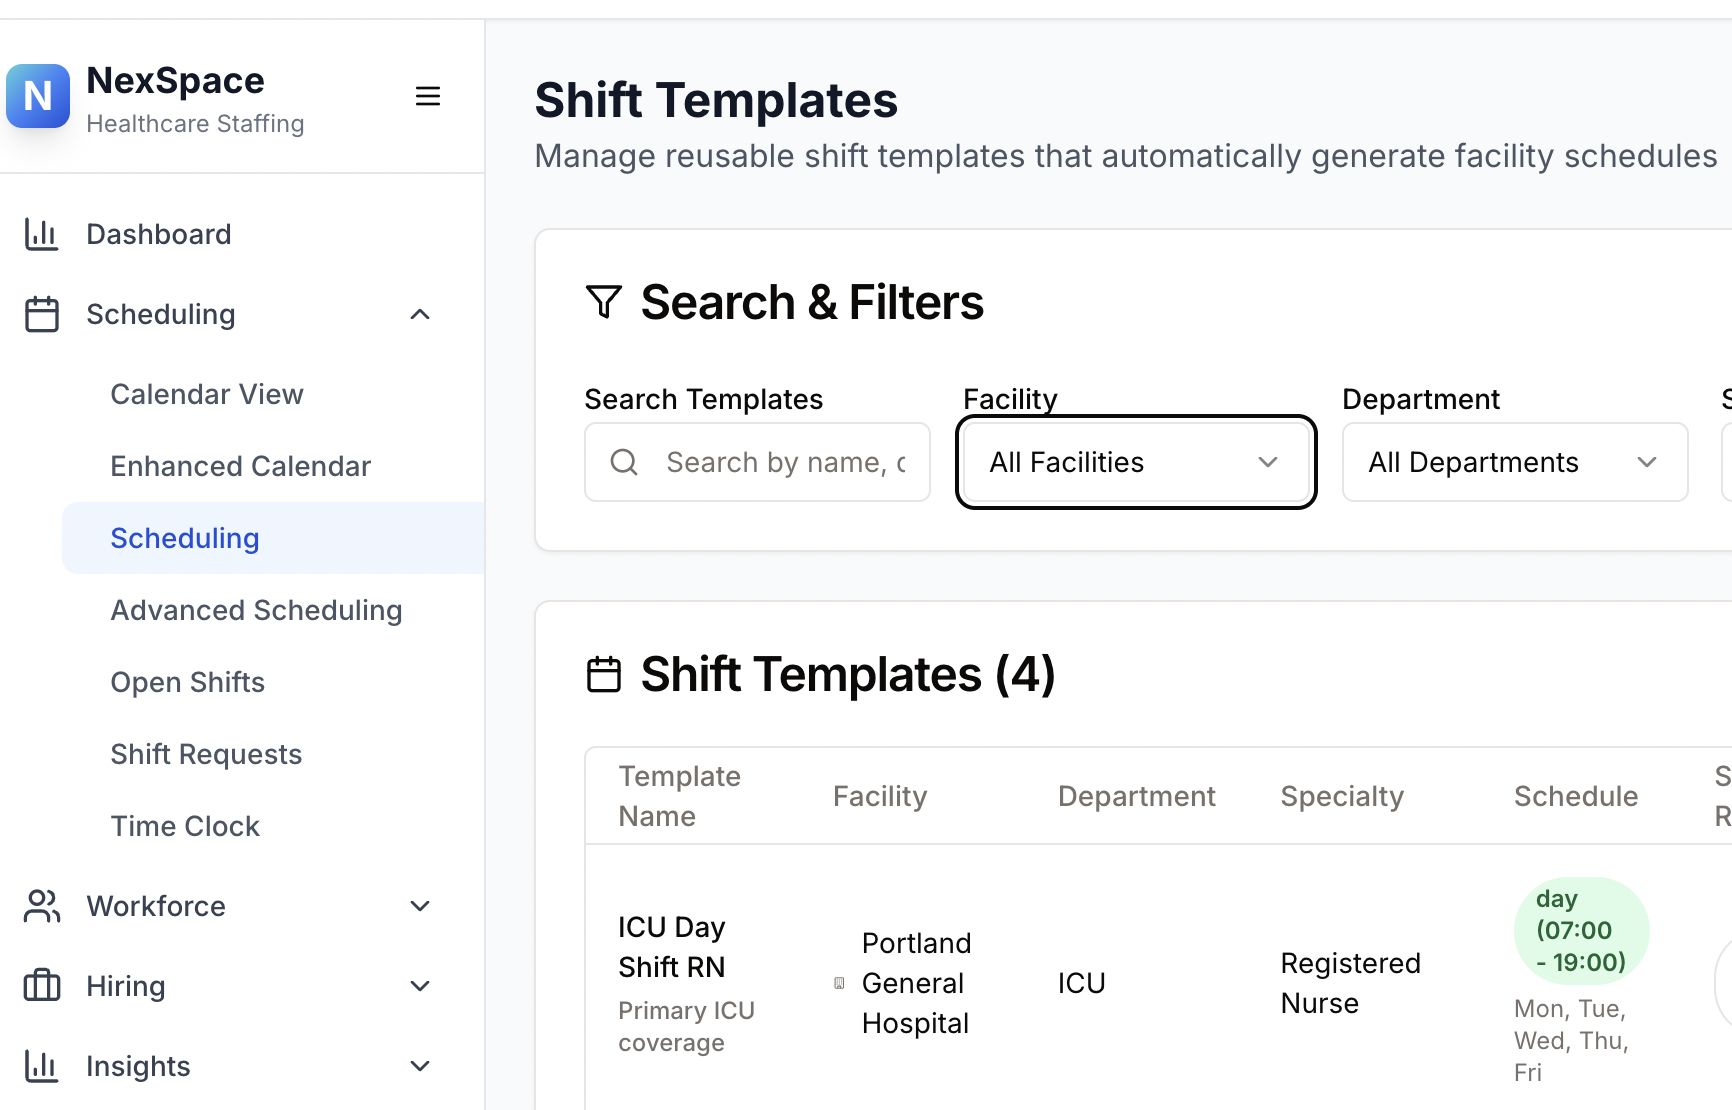 N
NexSpace
Healthcare Staffing
Dashboard
Scheduling
Calendar View
Enhanced Calendar
Scheduling
Advanced Scheduling
Open Shifts
Shift Requests
Time Clock
Workforce
Hiring
Insights
Shift Templates
Manage reusable shift templates that automatically generate facility schedules
Search & Filters
Search Templates
Search by name,
Facility
All Facilities
Department
All Departments
Shift Templates (4)
Template
Name
Facility
Department
Specialty
Schedule
ICU Day
Shift RN
Primary ICU
coverage
Portland
General
Hospital
ICU
Registered
Nurse
day
(07:00
- 19:00)
Mon, Tue,
Wed, Thu,
Fri